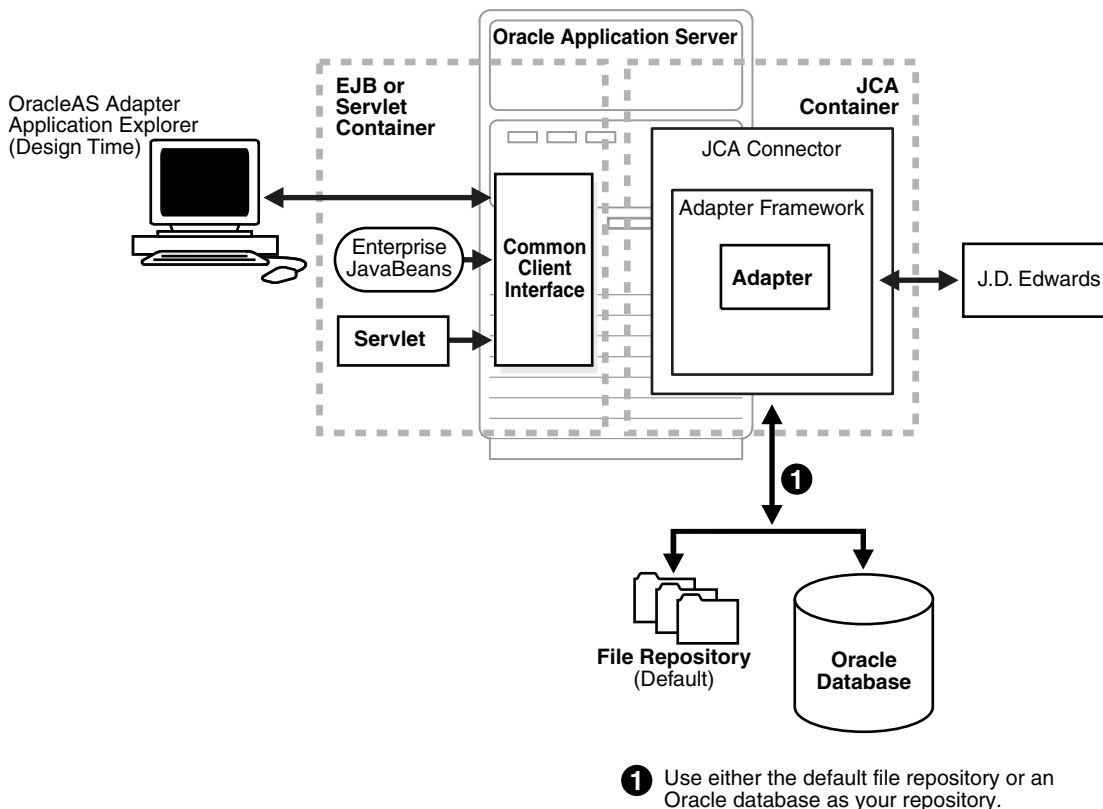 Oracle Application Server
OracleAS Adapter
Application Explorer
(Design Time)
EJB or
Servlet
Container
JCA
Container
JCA Connector
Adapter Framework
Adapter
Enterprise
JavaBeans
Common
Client
Interface
Servlet
J.D. Edwards
1
File Repository
(Default)
Oracle
Database
1 Use either the default file repository or an
Oracle database as your repository.